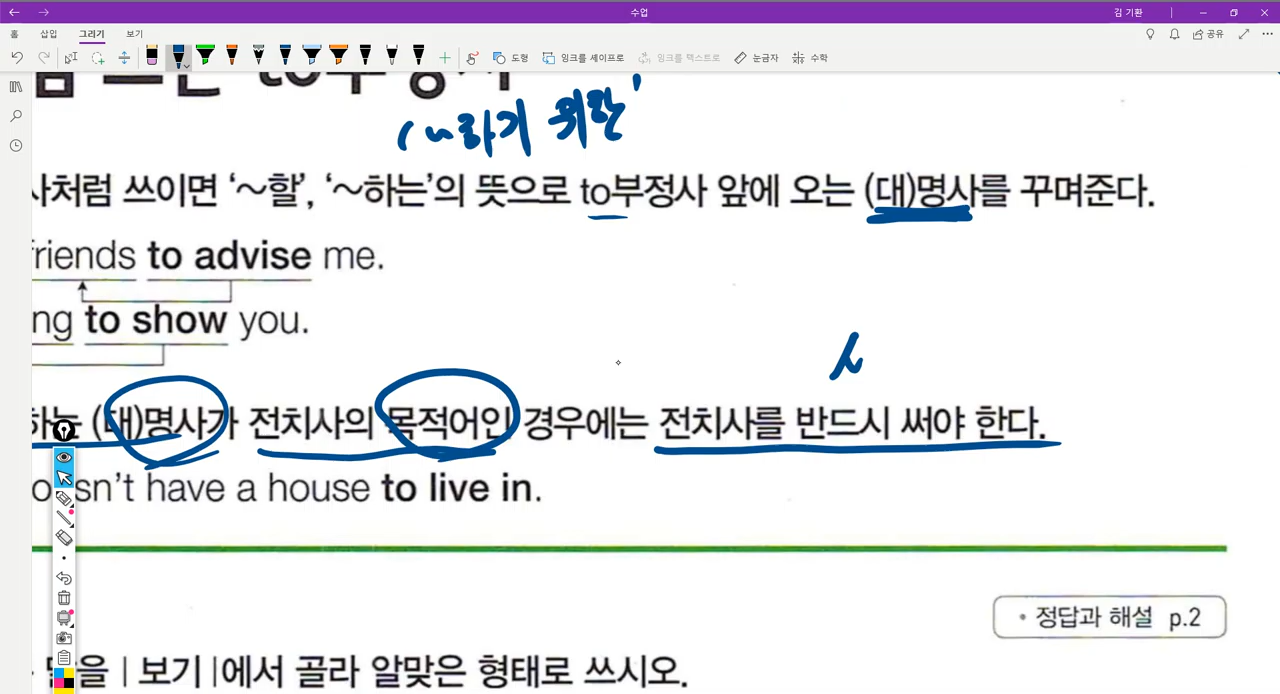 수업
김 기환
홈 삽입 그리기 보기
공유
도형 잉크를 셰이프로 잉크를 텍스트로 눈금자 수학
to부정사
~하기 위한
사처럼 쓰이면 ‘~할’, ‘~하는’의 뜻으로 to부정사 앞에 오는 (대)명사를 꾸며준다.
friends to advise me.
ng to show you.
하는 (대)명사가 전치사의 목적어인 경우에는 전치사를 반드시 써야 한다.
sn’t have a house to live in.
• 정답과 해설 p.2
말을 | 보기 |에서 골라 알맞은 형태로 쓰시오.